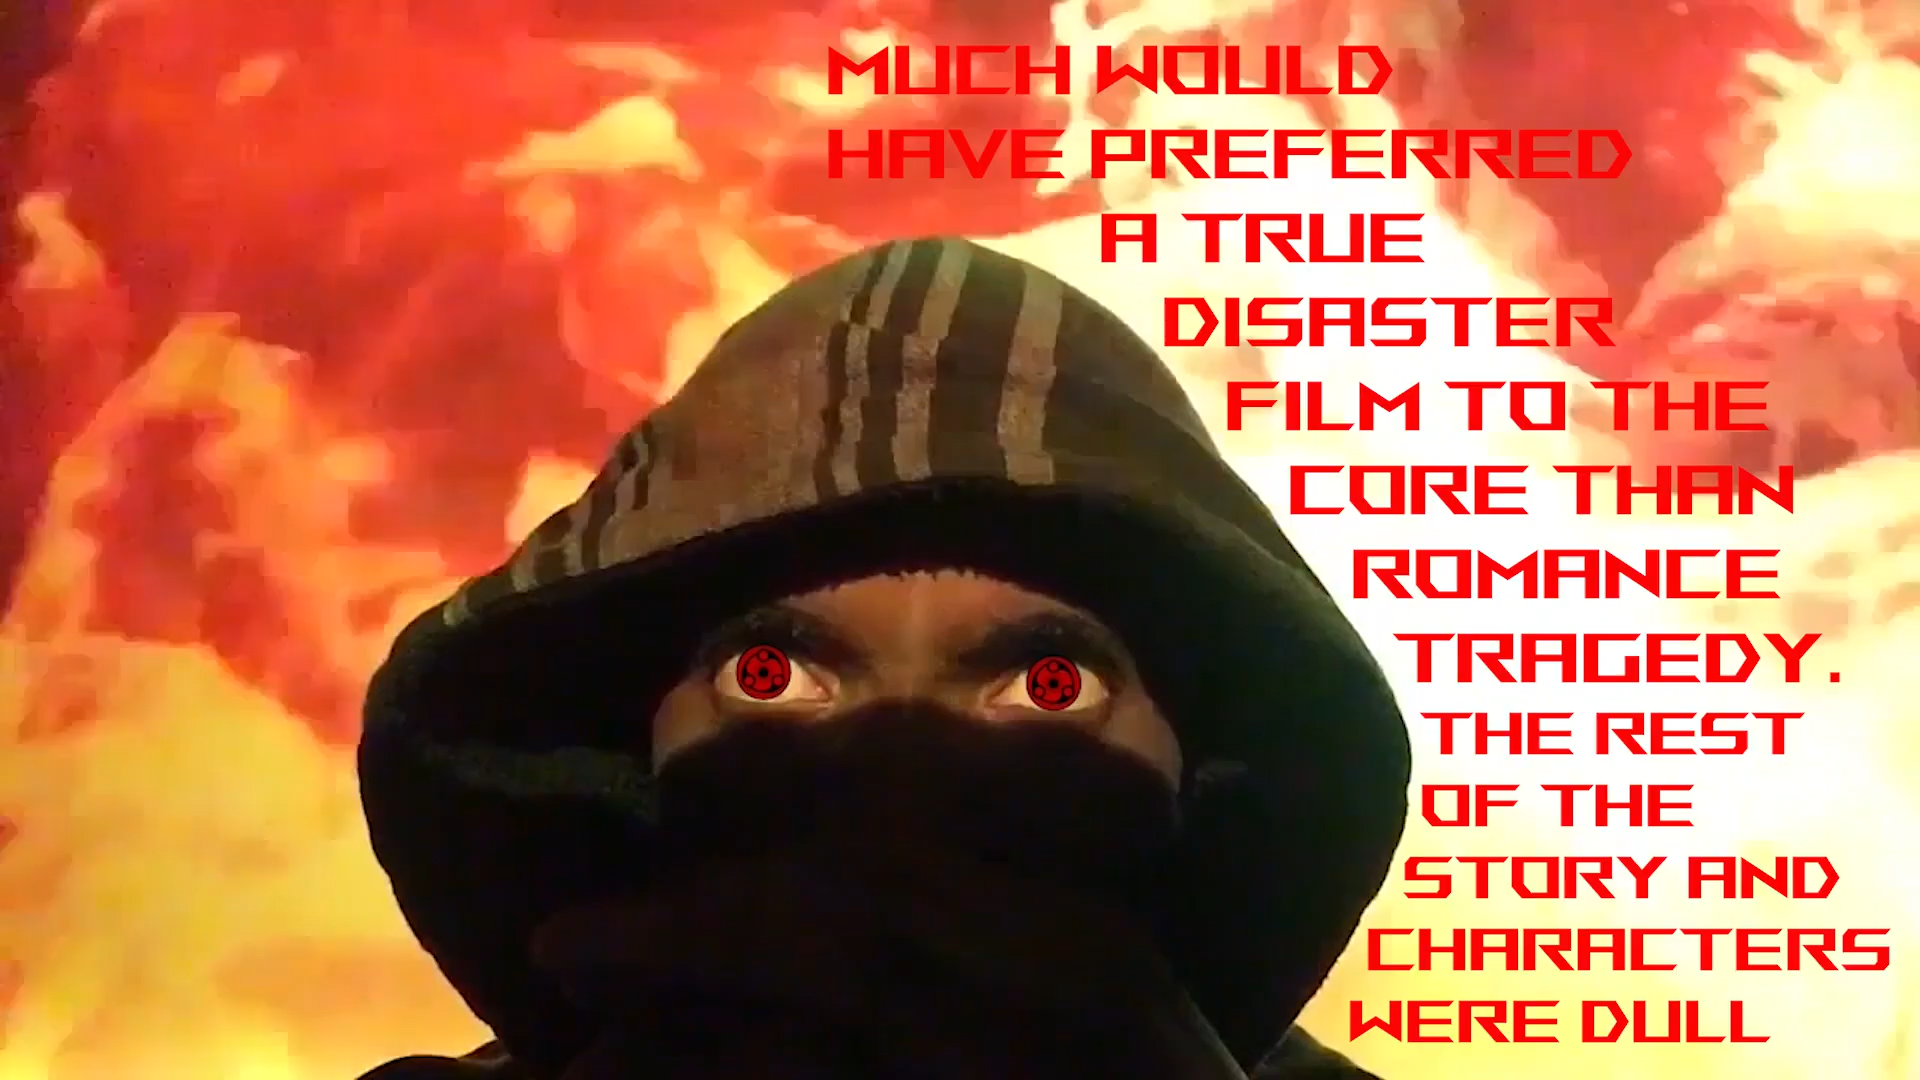 MUCH WOULD
HAVE PREFERRED
A TRUE
DISASTER
FILM TO THE
CORE THAN
ROMANCE
TRAGEDY.
THE REST
OF THE
STORY AND
CHARACTERS
WERE DULL